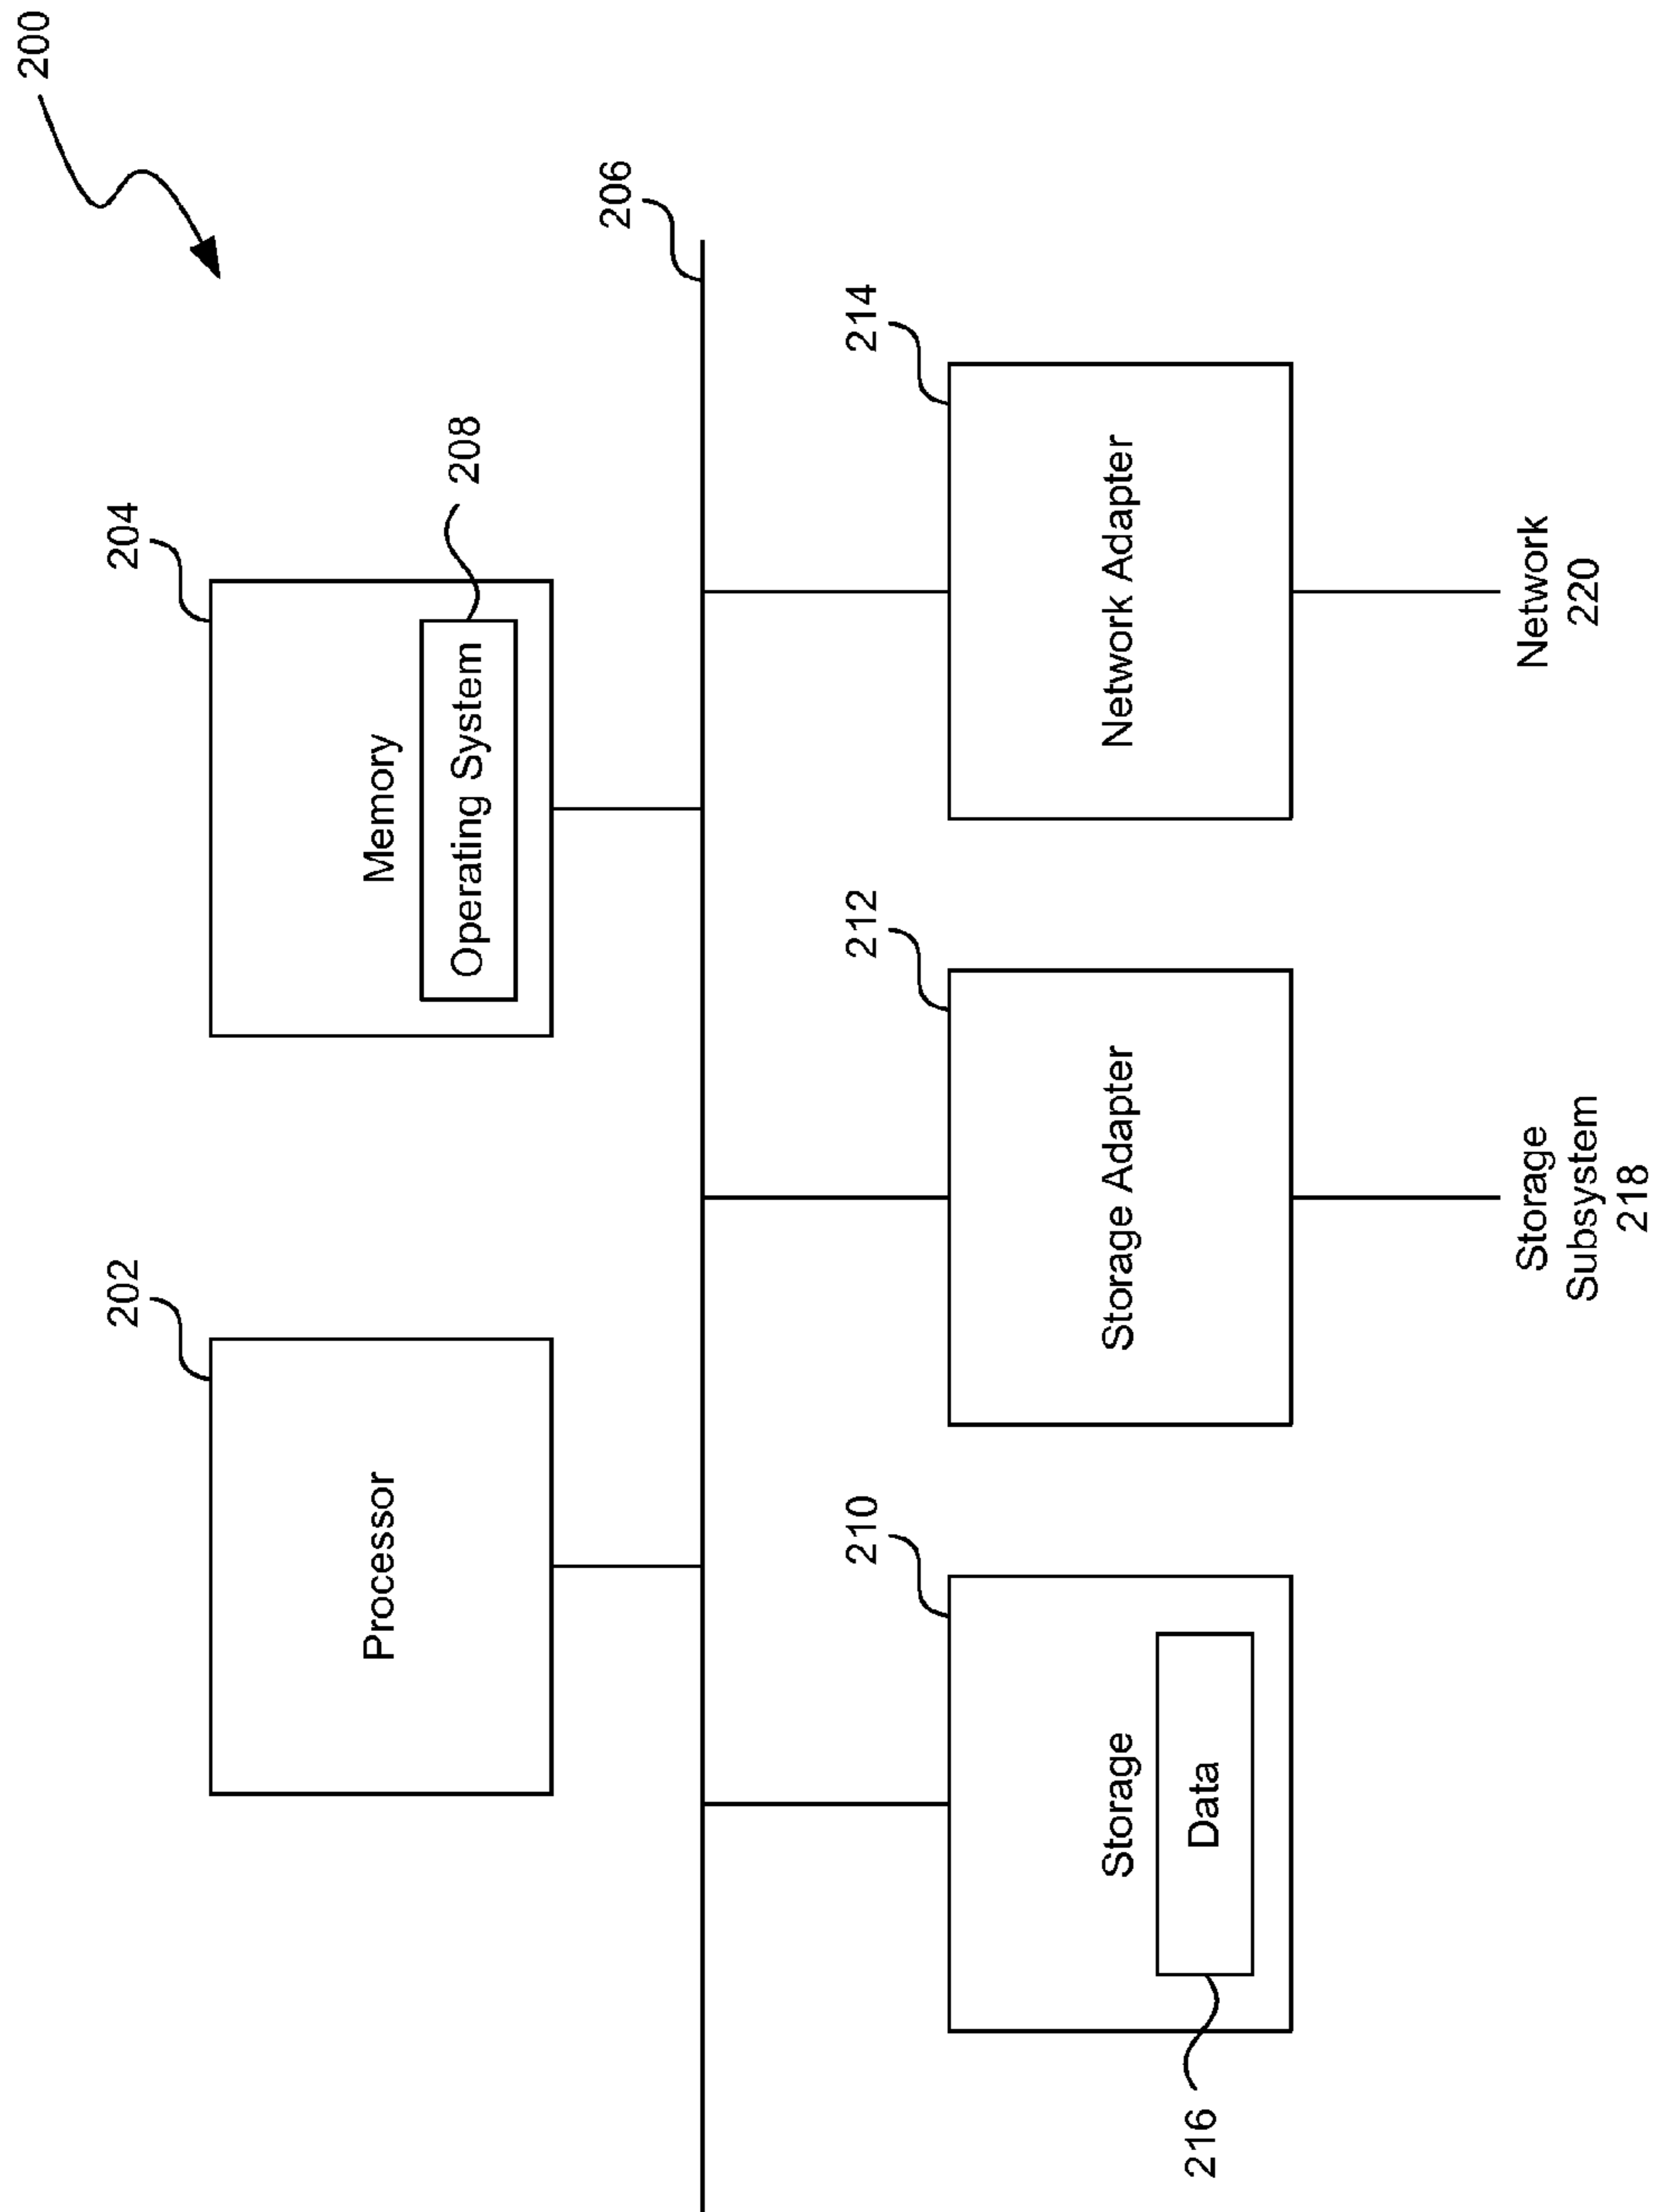 200
202
204
Processor
Memory
Operating System
208
206
210
212
214
Storage
Data
216
Storage Adapter
Network Adapter
Storage
Subsystem
218
Network
220